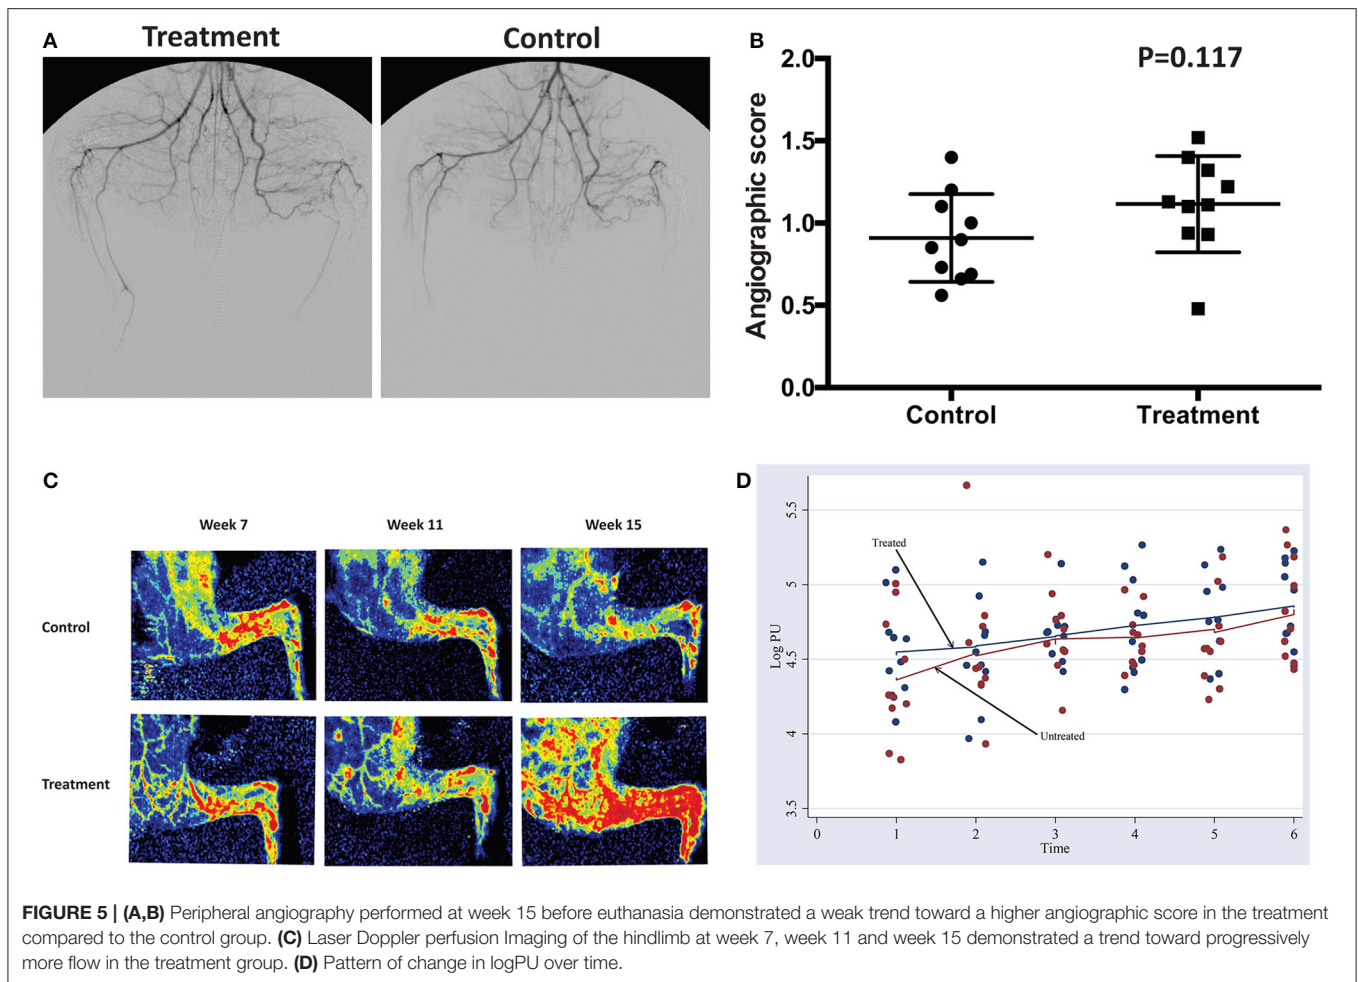 A
Treatment
Control
B
P=0.117
Angiographic score
2.0
1.5
1.0
0.5
0.0
Control
Treatment
C
Week 7
Week 11
Week 15
Control
Treatment
D
Log PU
5.5
5
4.5
4
3.5
Treated
Untreated
0
1
2
3
4
5
6
Time
FIGURE 5 | (A,B) Peripheral angiography performed at week 15 before euthanasia demonstrated a weak trend toward a higher angiographic score in the treatment
compared to the control group. (C) Laser Doppler perfusion Imaging of the hindlimb at week 7, week 11 and week 15 demonstrated a trend toward progressively
more flow in the treatment group. (D) Pattern of change in logPU over time.